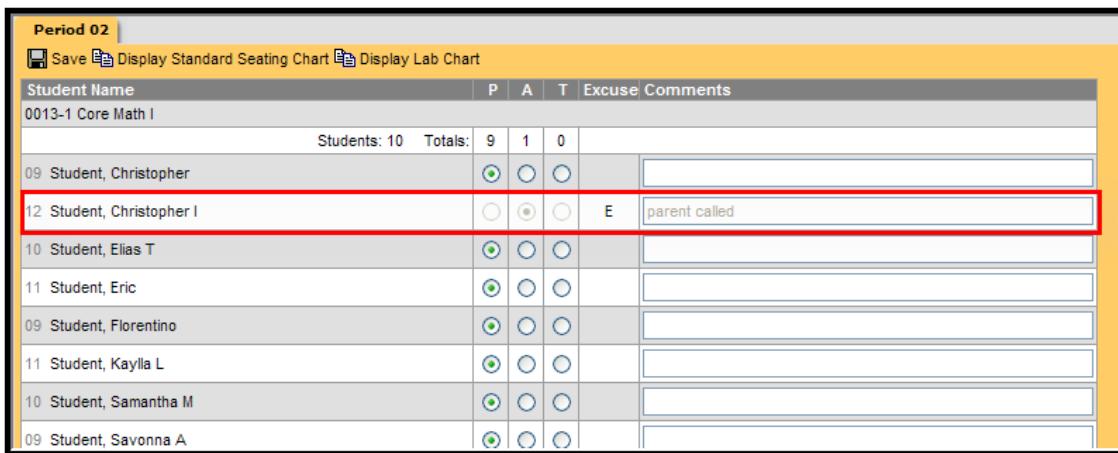 Period 02
Save Display Standard Seating Chart Display Lab Chart
Student Name P A T Excuse Comments
0013-1 Core Math I
Students: 10 Totals: 9 1 0
09 Student, Christopher
12 Student, Christopher I E parent called
10 Student, Elias T
11 Student, Eric
09 Student, Florentino
11 Student, Kaylla L
10 Student, Samantha M
09 Student, Savonna A